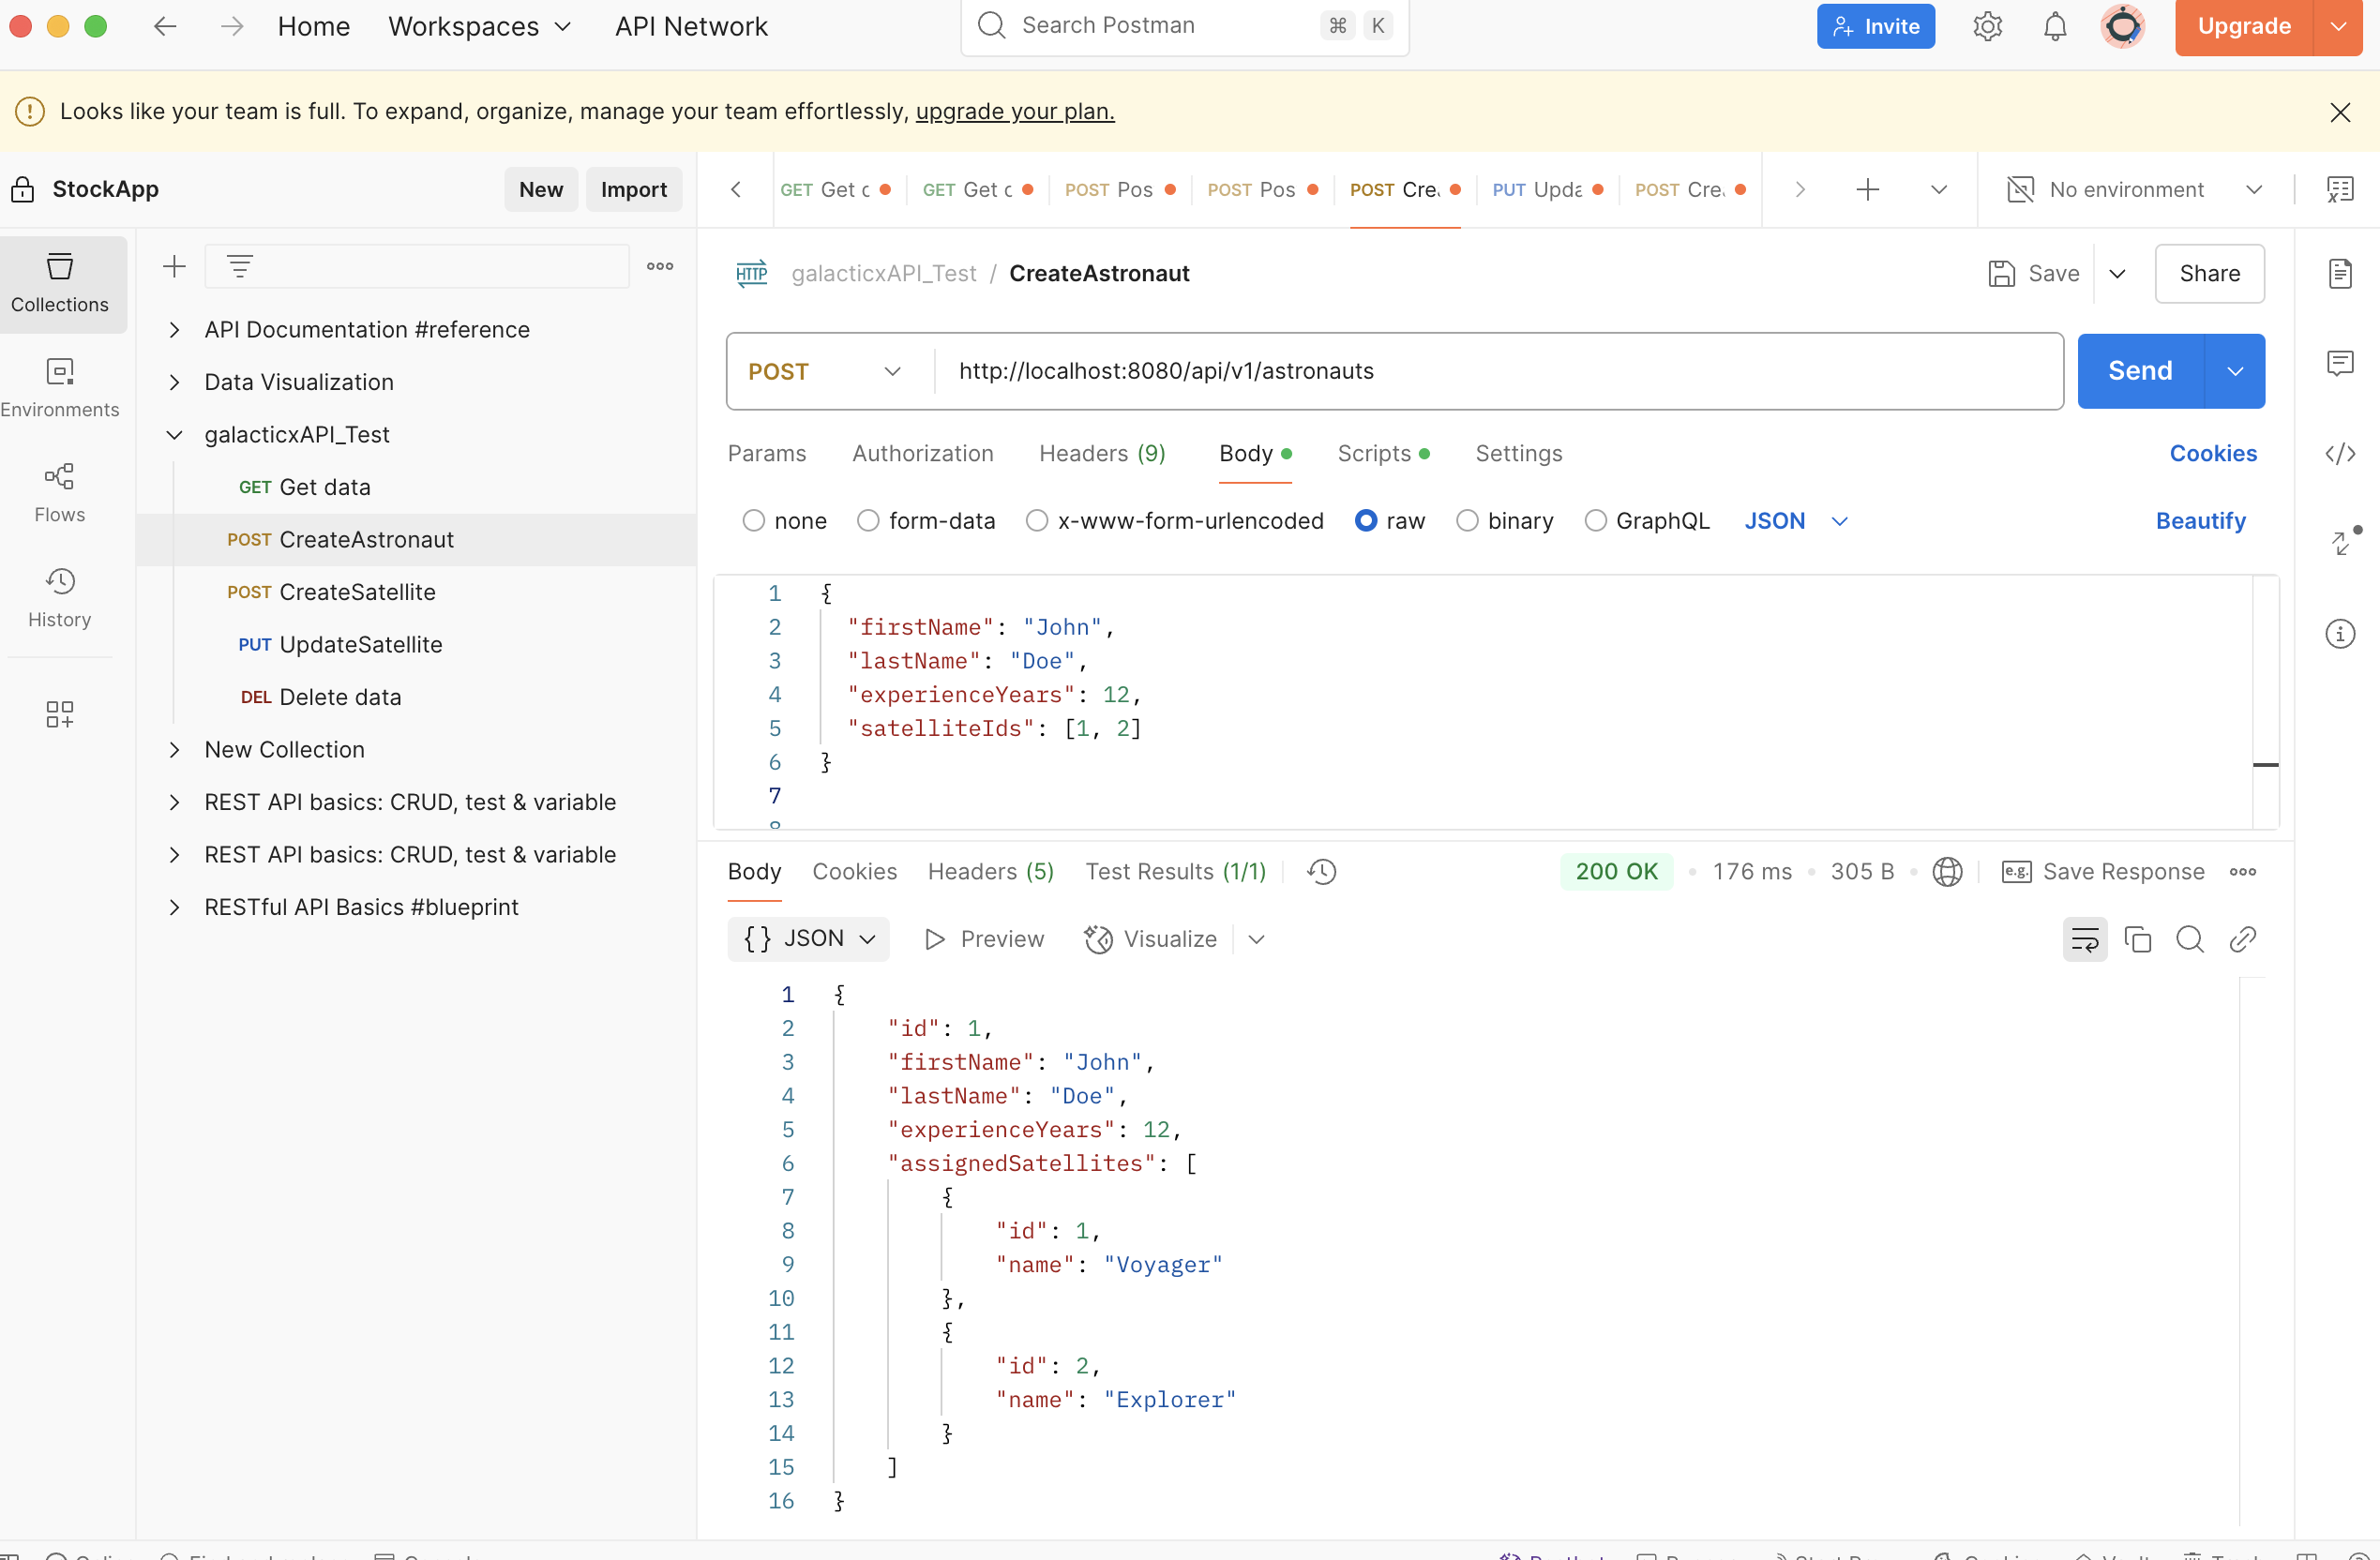 Home Workspaces API Network Search Postman ⌘ K Invite Upgrade
Looks like your team is full. To expand, organize, manage your team effortlessly, upgrade your plan.
StockApp New Import
GET Get c GET Get c POST Pos POST Pos POST Cre PUT Upda POST Cre No environment
Collections
Environments
Flows
History
API Documentation #reference
Data Visualization
galacticxAPI_Test
GET Get data
POST CreateAstronaut
POST CreateSatellite
PUT UpdateSatellite
DEL Delete data
New Collection
REST API basics: CRUD, test & variable
REST API basics: CRUD, test & variable
RESTful API Basics #blueprint
HTTP galacticxAPI_Test / CreateAstronaut Save Share
POST http://localhost:8080/api/v1/astronauts Send
Params Authorization Headers (9) Body Scripts Settings Cookies
none form-data x-www-form-urlencoded raw binary GraphQL JSON Beautify
1 {
2 "firstName": "John",
3 "lastName": "Doe",
4 "experienceYears": 12,
5 "satelliteIds": [1, 2]
6 }
7
8
Body Cookies Headers (5) Test Results (1/1) 200 OK • 176 ms • 305 B • e.g. Save Response
{} JSON Preview Visualize
1 {
2 "id": 1,
3 "firstName": "John",
4 "lastName": "Doe",
5 "experienceYears": 12,
6 "assignedSatellites": [
7 {
8 "id": 1,
9 "name": "Voyager"
10 },
11 {
12 "id": 2,
13 "name": "Explorer"
14 }
15 ]
16 }